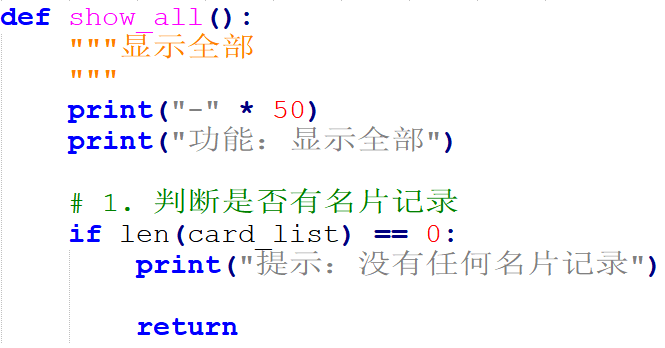 def show_all():
    """显示全部
    """
    print("-" * 50)
    print("功能：显示全部")

    # 1. 判断是否有名片记录
    if len(card_list) == 0:
        print("提示：没有任何名片记录")

        return